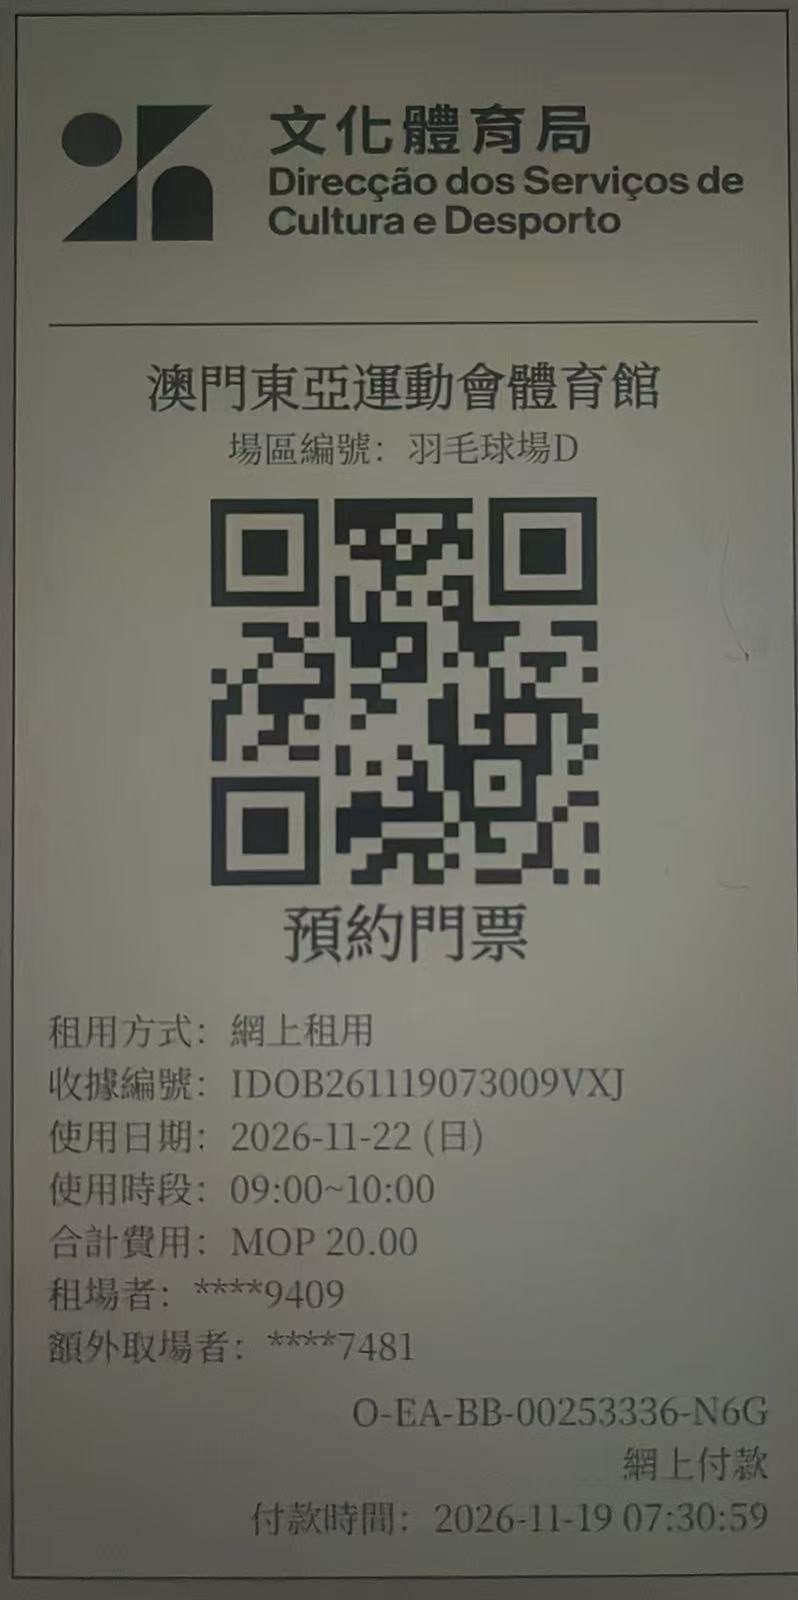 文化體育局
Direcção dos Serviços de
Cultura e Desporto
澳門東亞運動會體育館
場區編號：羽毛球場D
預約門票
租用方式：網上租用
收據編號：IDOB261119073009VXJ
使用日期：2026-11-22 (日)
使用時段：09:00~10:00
合計費用：MOP 20.00
租場者：****9409
額外取場者：****7481
O-EA-BB-00253336-N6G
網上付款
付款時間：2026-11-19 07:30:59